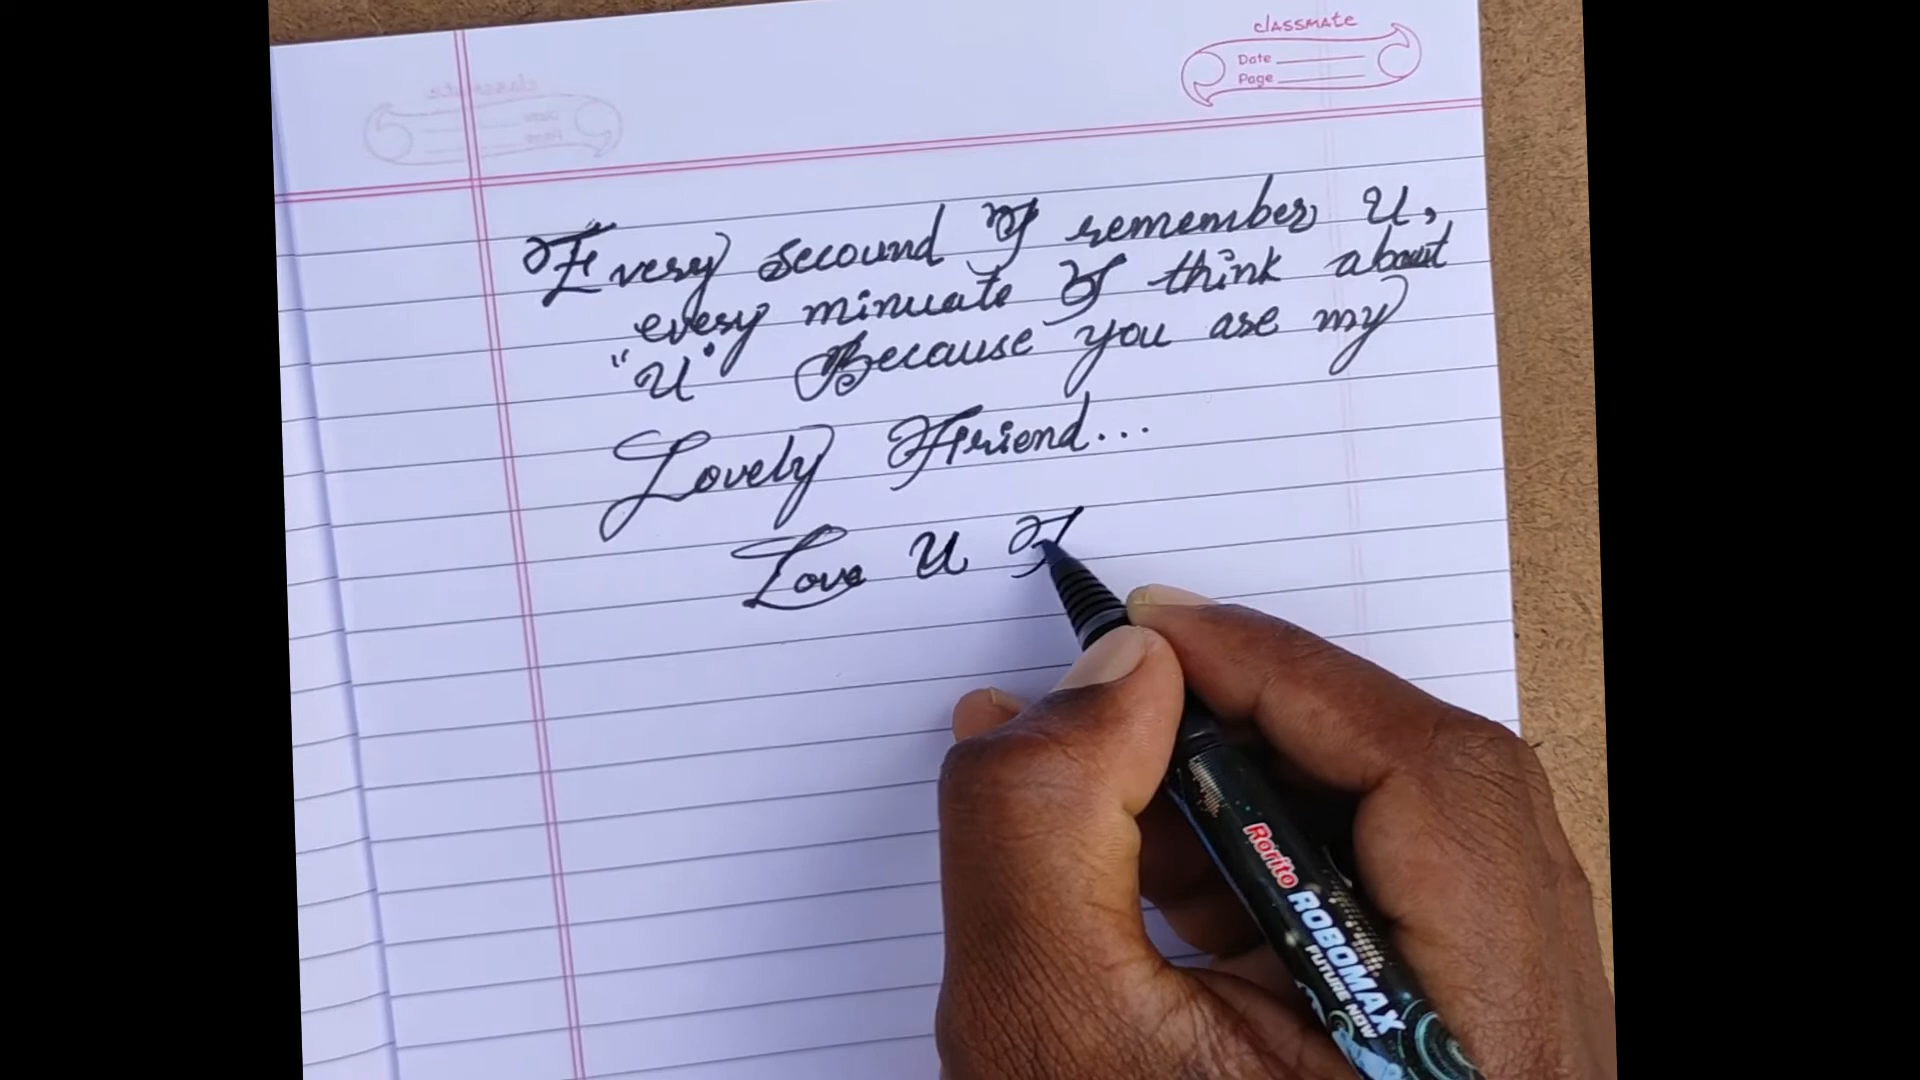 classmate
Date
Page
Every secound I remember U,
every minuate I think about
"U" Because you are my
Lovely Friend...
Love U
Rorito
ROBOMAX
FUTURE NOW